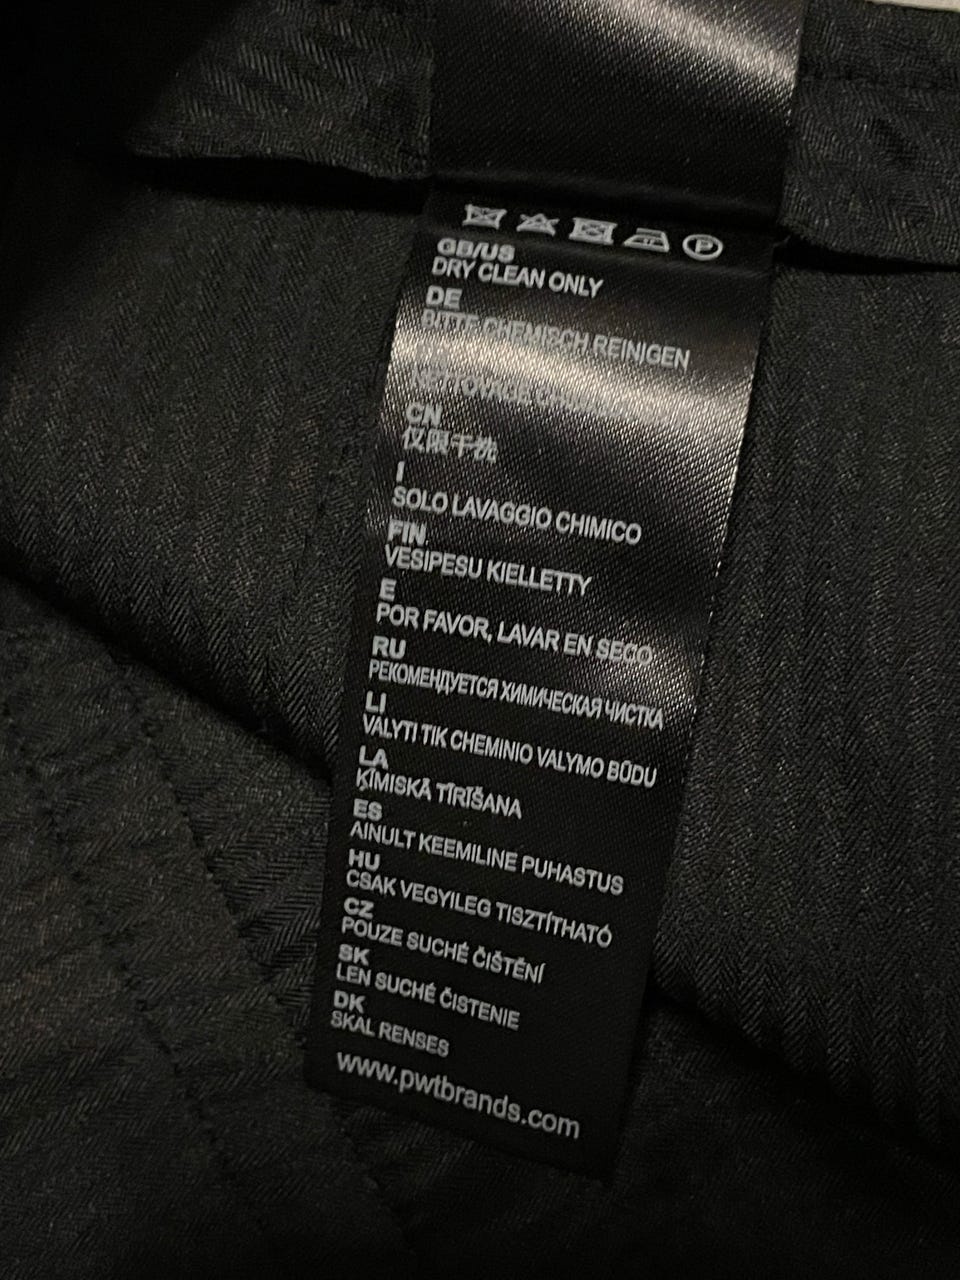 GB/US
DRY CLEAN ONLY
DE
BITTE CHEMISCH REINIGEN
NETTOYAGE
CN
仅限干洗
I
SOLO LAVAGGIO CHIMICO
FIN
VESIPESU KIELLETTY
E
POR FAVOR, LAVAR EN SECO
RU
РЕКОМЕНДУЕТСЯ ХИМИЧЕСКАЯ ЧИСТКА
LI
VALYTI TIK CHEMINIO VALYMO BŪDU
LA
ĶĪMISKĀ TĪRĪŠANA
ES
AINULT KEEMILINE PUHASTUS
HU
CSAK VEGYILEG TISZTÍTHATÓ
CZ
POUZE SUCHÉ ČIŠTĚNÍ
SK
LEN SUCHÉ ČISTENIE
DK
SKAL RENSES
www.pwtbrands.com